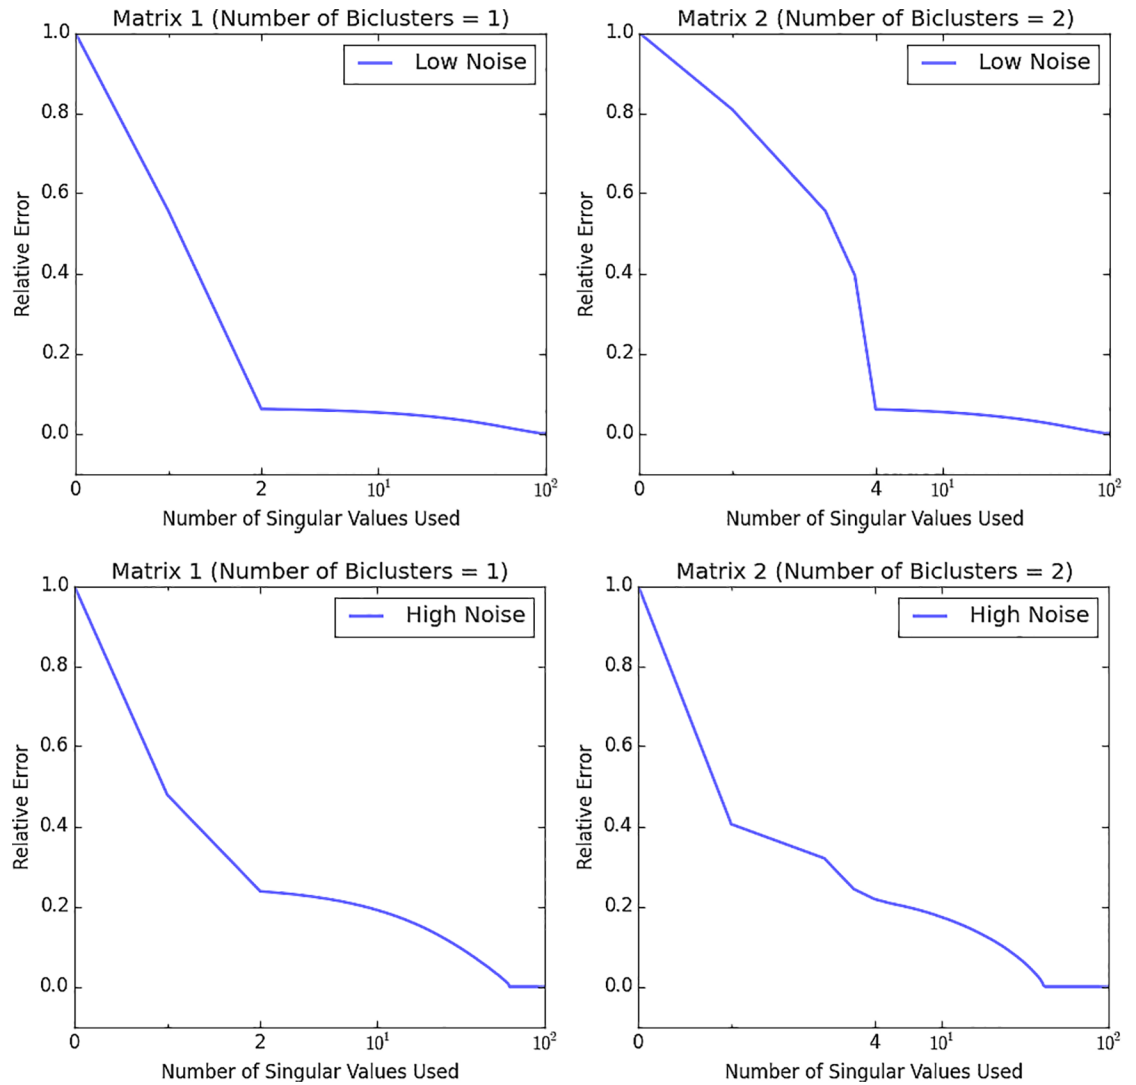 Matrix 1 (Number of Biclusters = 1)
1.0
0.8
0.6
0.4
0.2
0.0
Relative Error
Low Noise
0 2 10¹ 10²
Number of Singular Values Used
Matrix 2 (Number of Biclusters = 2)
1.0
0.8
0.6
0.4
0.2
0.0
Relative Error
Low Noise
0 4 10¹ 10²
Number of Singular Values Used
Matrix 1 (Number of Biclusters = 1)
1.0
0.8
0.6
0.4
0.2
0.0
Relative Error
High Noise
0 2 10¹ 10²
Number of Singular Values Used
Matrix 2 (Number of Biclusters = 2)
1.0
0.8
0.6
0.4
0.2
0.0
Relative Error
High Noise
0 4 10¹ 10²
Number of Singular Values Used